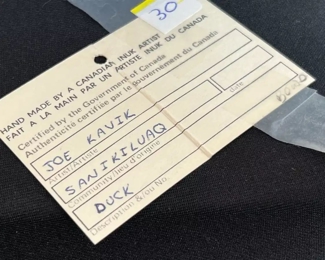 30
HAND MADE BY A CANADIAN INUK ARTIST
FAIT A LA MAIN PAR UN ARTISTE INUK DU CANADA
Certified by the Government of Canada
Authenticité certifiée par le gouvernement du Canada
JOE KAVIK
Artist/Artiste
Date
SANIKILUAQ
Community/lieu d'origine
DUCK
Description &/ou No.